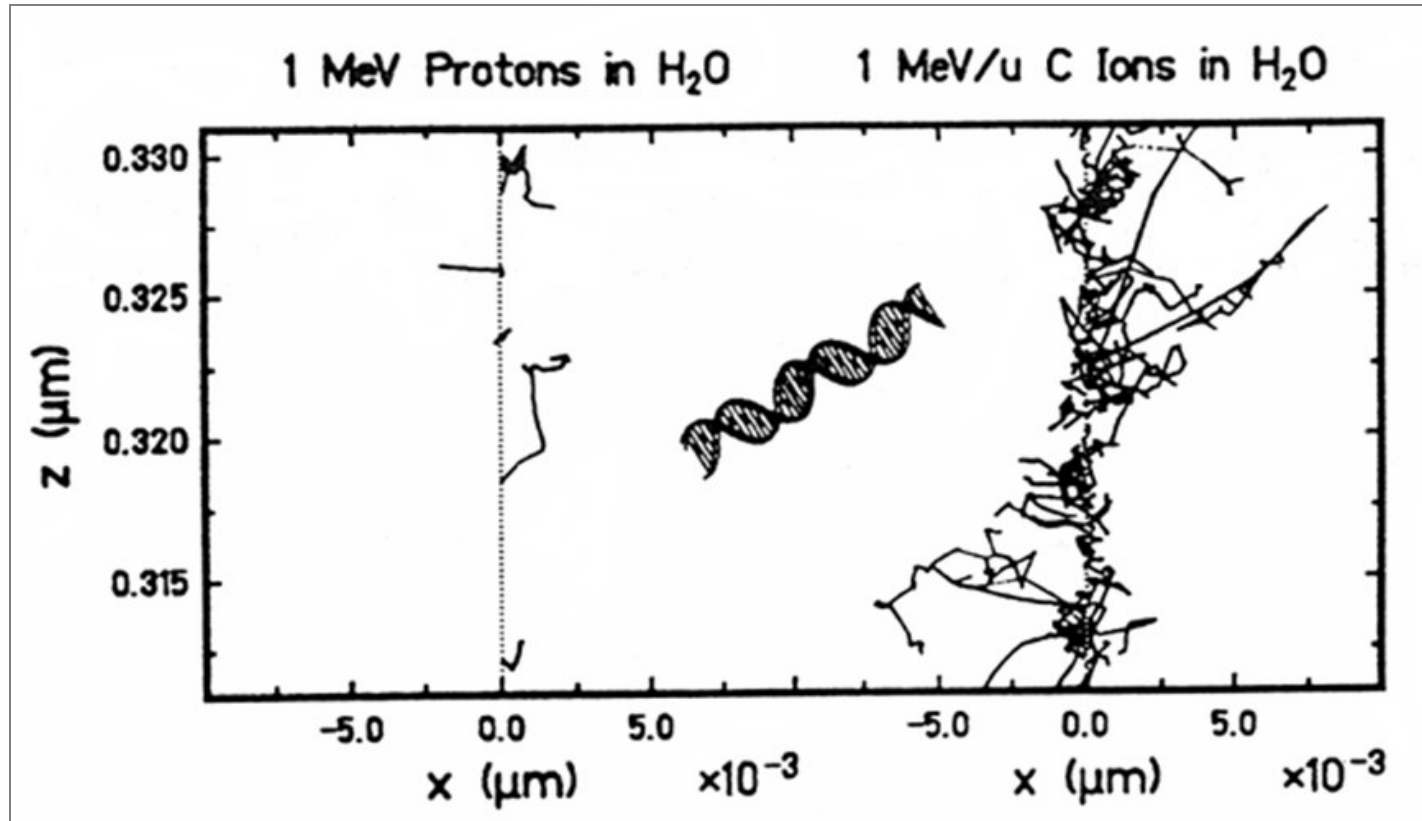 1 MeV Protons in H₂O
1 MeV/u C Ions in H₂O
0.330
0.325
0.320
0.315
z (μm)
-5.0 0.0 5.0
-5.0 0.0 5.0
x (μm) ×10⁻³
x (μm) ×10⁻³